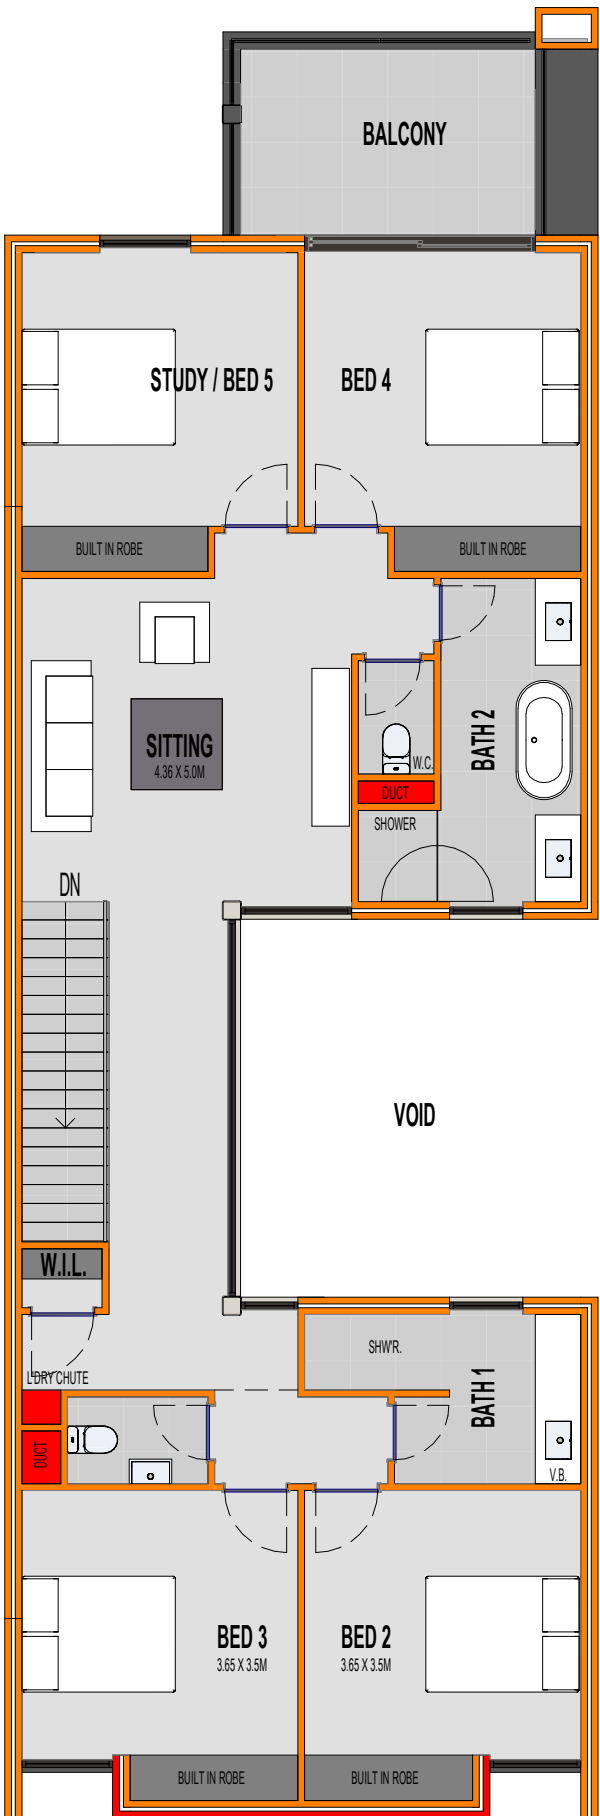 BALCONY
STUDY / BED 5
BED 4
BUILT IN ROBE
BUILT IN ROBE
SITTING
4.36 X 5.0M
W.C.
BATH 2
DUCT
SHOWER
DN
VOID
W.I.L.
L'DRY CHUTE
SHW'R.
BATH 1
DUCT
V.B.
BED 3
3.65 X 3.5M
BED 2
3.65 X 3.5M
BUILT IN ROBE
BUILT IN ROBE